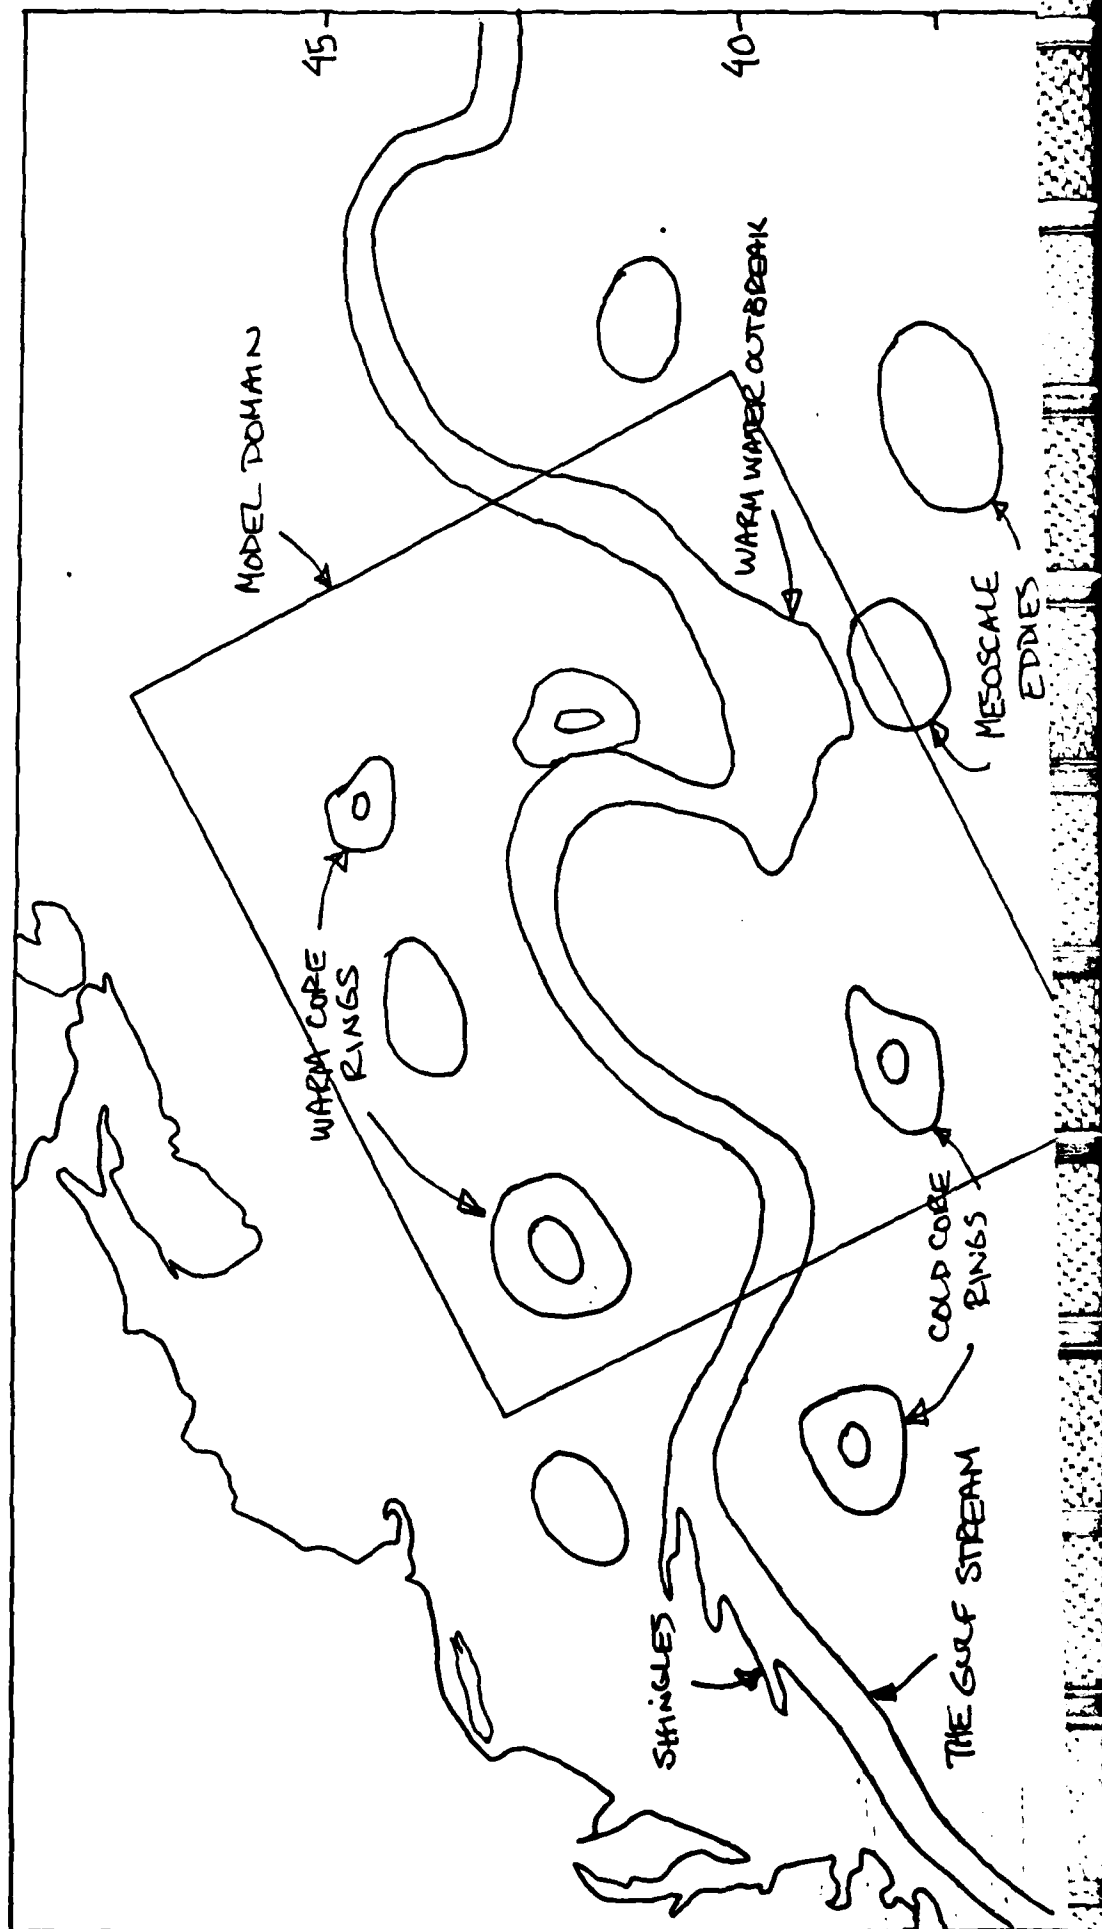 45
40
MODEL DOMAIN
WARM WATER OUTBREAK
WARM CORE
RINGS
MESOSCALE
EDDIES
COLD CORE
RINGS
SHINGLES
THE GULF STREAM